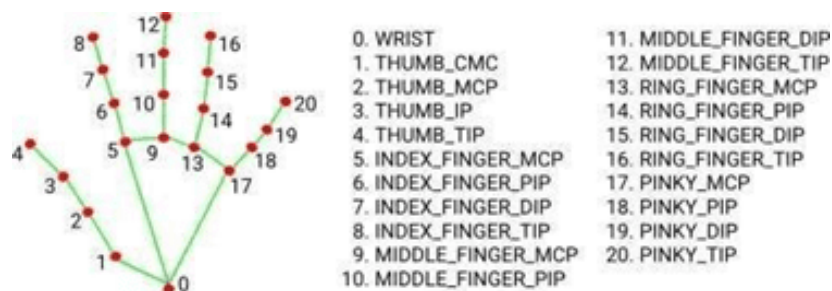 12
8
16
11
7
15
6
10
14
20
4
5
9
13
19
18
3
17
2
1
0
0. WRIST
1. THUMB_CMC
2. THUMB_MCP
3. THUMB_IP
4. THUMB_TIP
5. INDEX_FINGER_MCP
6. INDEX_FINGER_PIP
7. INDEX_FINGER_DIP
8. INDEX_FINGER_TIP
9. MIDDLE_FINGER_MCP
10. MIDDLE_FINGER_PIP
11. MIDDLE_FINGER_DIP
12. MIDDLE_FINGER_TIP
13. RING_FINGER_MCP
14. RING_FINGER_PIP
15. RING_FINGER_DIP
16. RING_FINGER_TIP
17. PINKY_MCP
18. PINKY_PIP
19. PINKY_DIP
20. PINKY_TIP